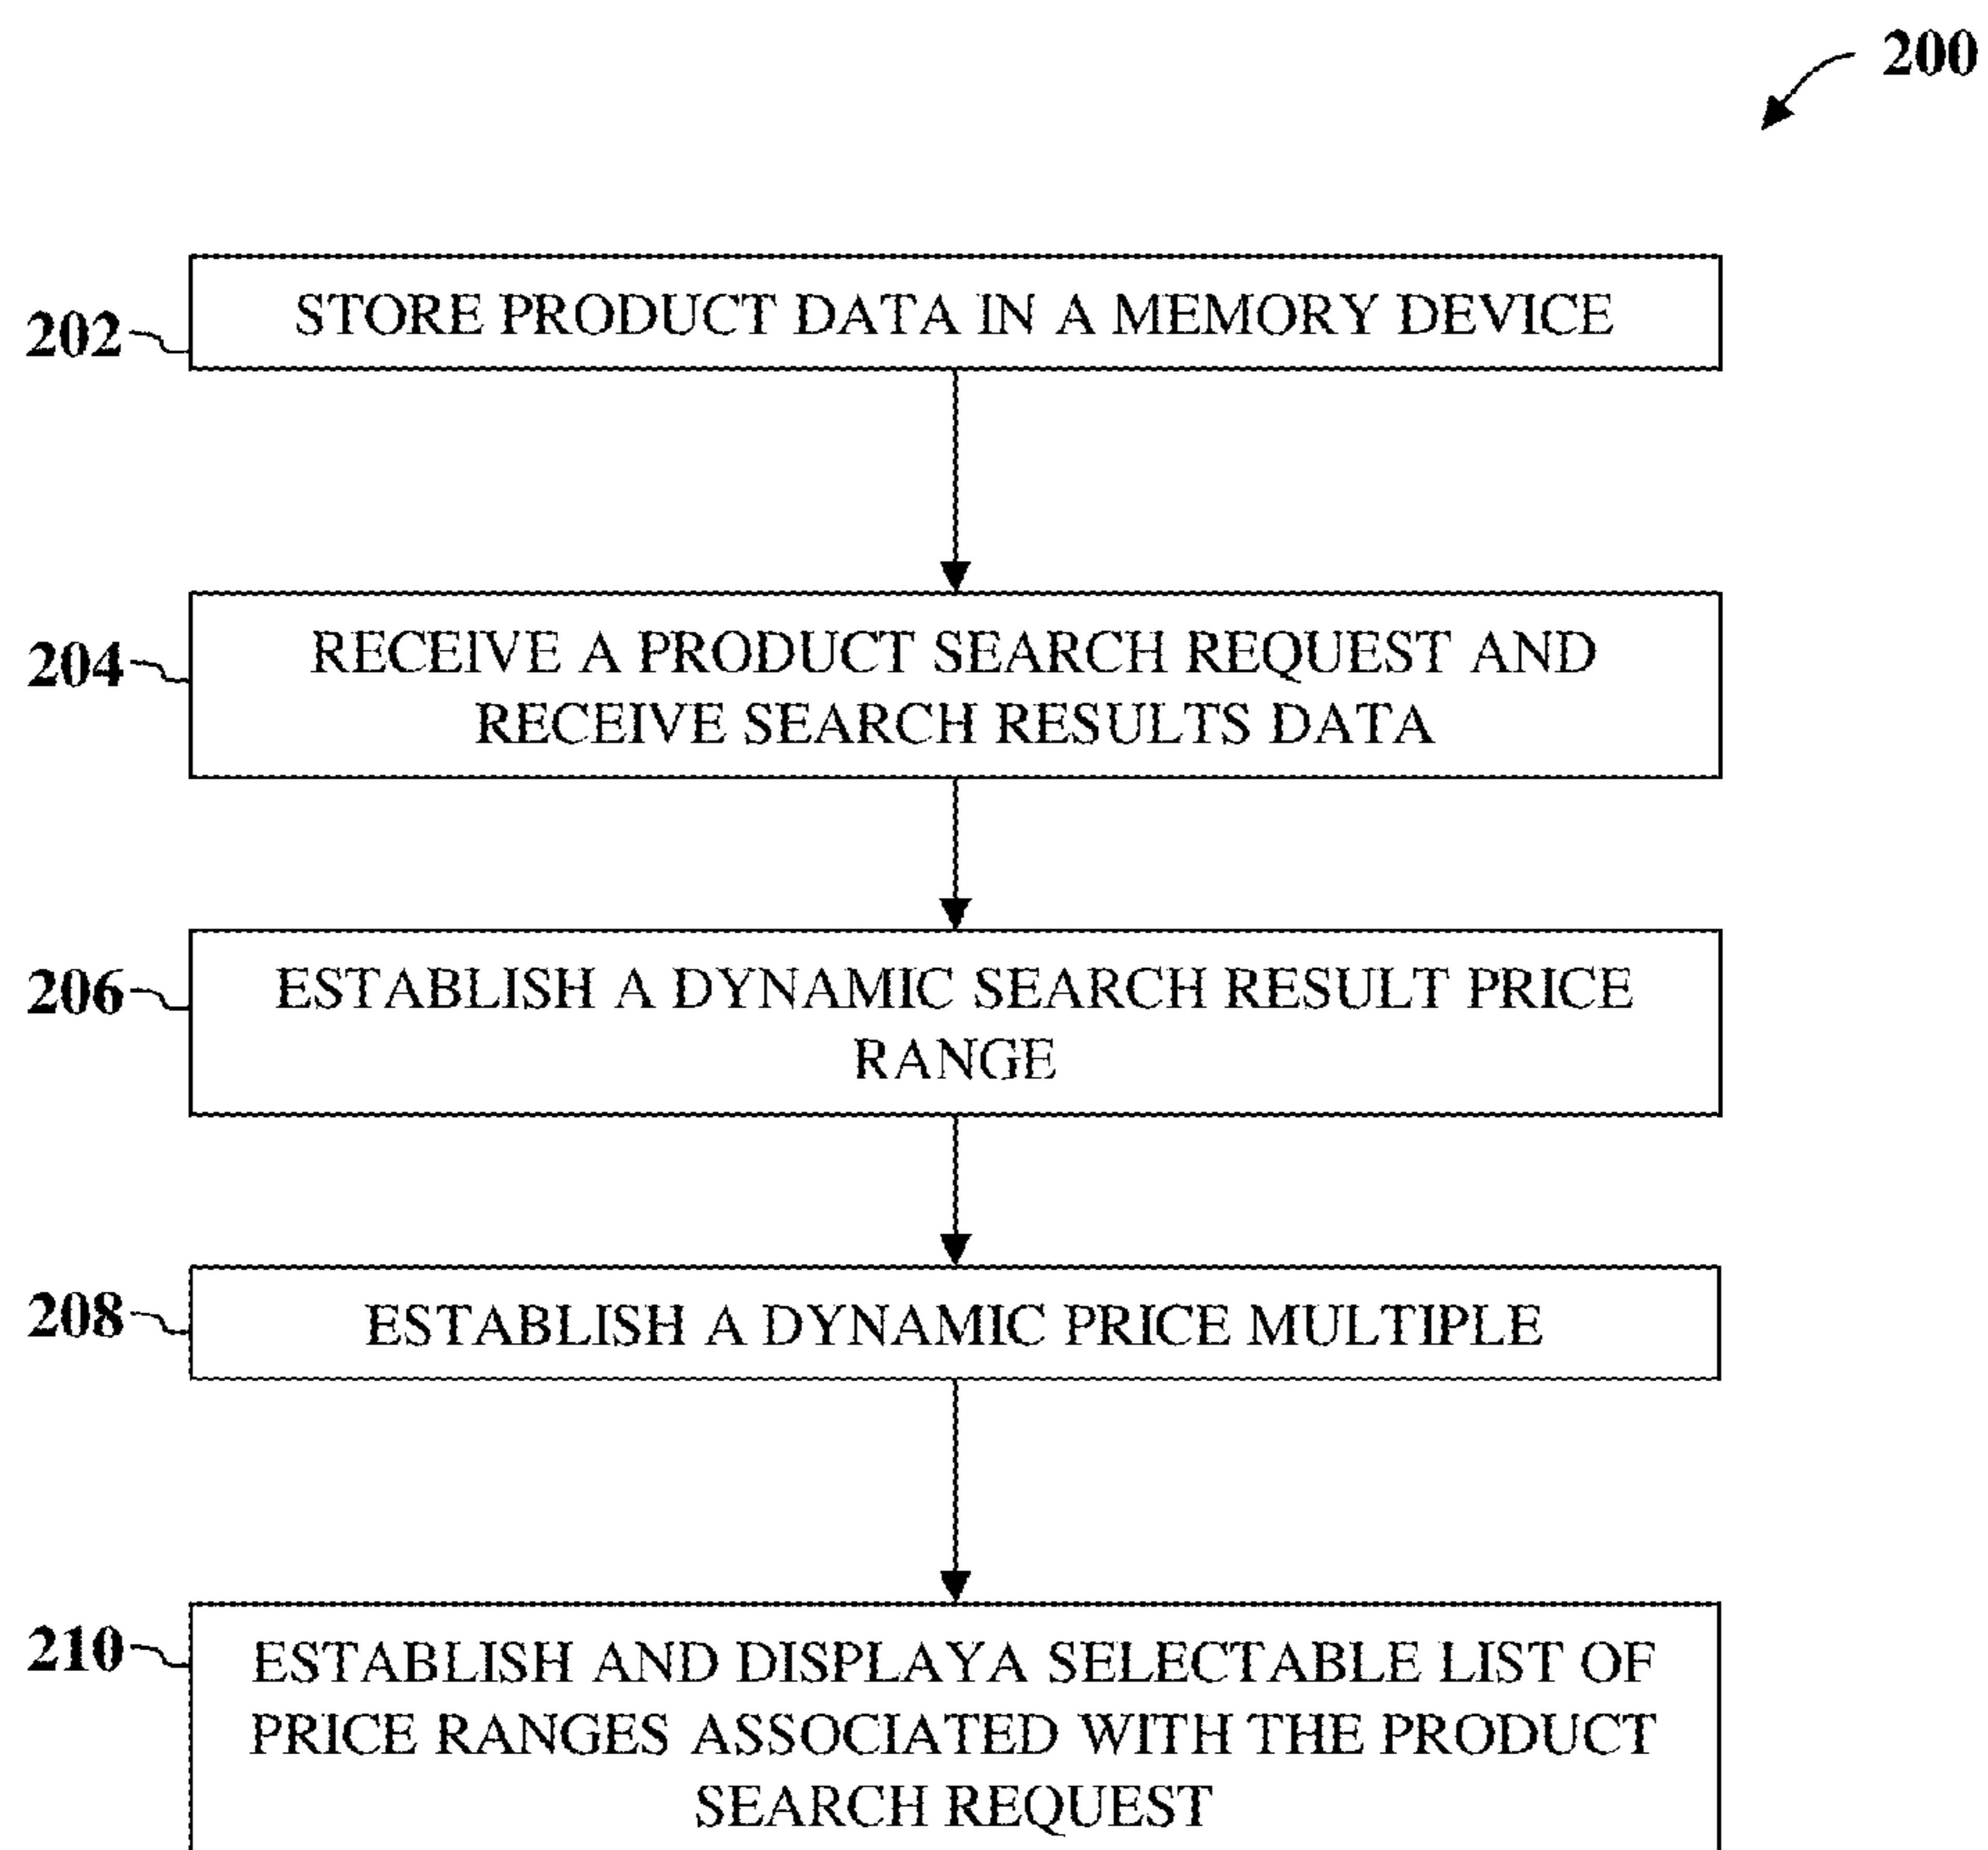 200
202
STORE PRODUCT DATA IN A MEMORY DEVICE
204
RECEIVE A PRODUCT SEARCH REQUEST AND
RECEIVE SEARCH RESULTS DATA
206
ESTABLISH A DYNAMIC SEARCH RESULT PRICE
RANGE
208
ESTABLISH A DYNAMIC PRICE MULTIPLE
210
ESTABLISH AND DISPLAYA SELECTABLE LIST OF
PRICE RANGES ASSOCIATED WITH THE PRODUCT
SEARCH REQUEST